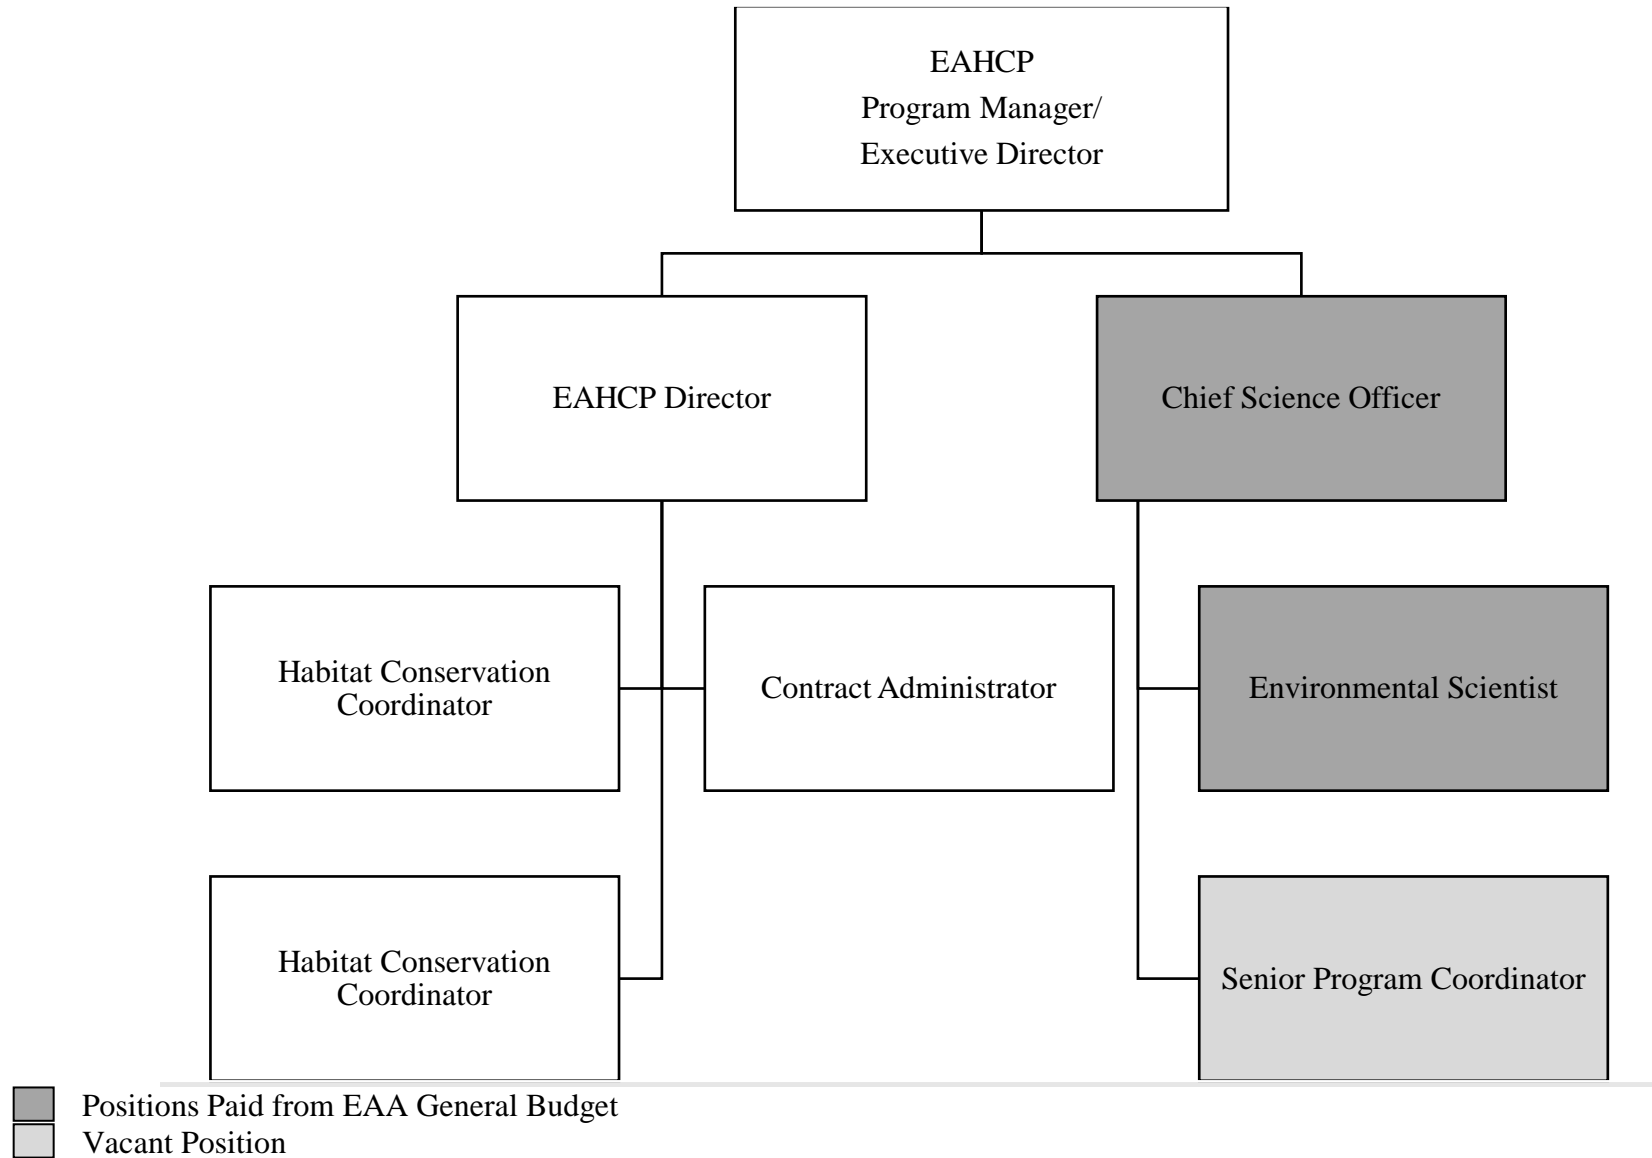 EAHCP
Program Manager/
Executive Director
EAHCP Director
Chief Science Officer
Habitat Conservation
Coordinator
Contract Administrator
Environmental Scientist
Habitat Conservation
Coordinator
Senior Program Coordinator
Positions Paid from EAA General Budget
Vacant Position